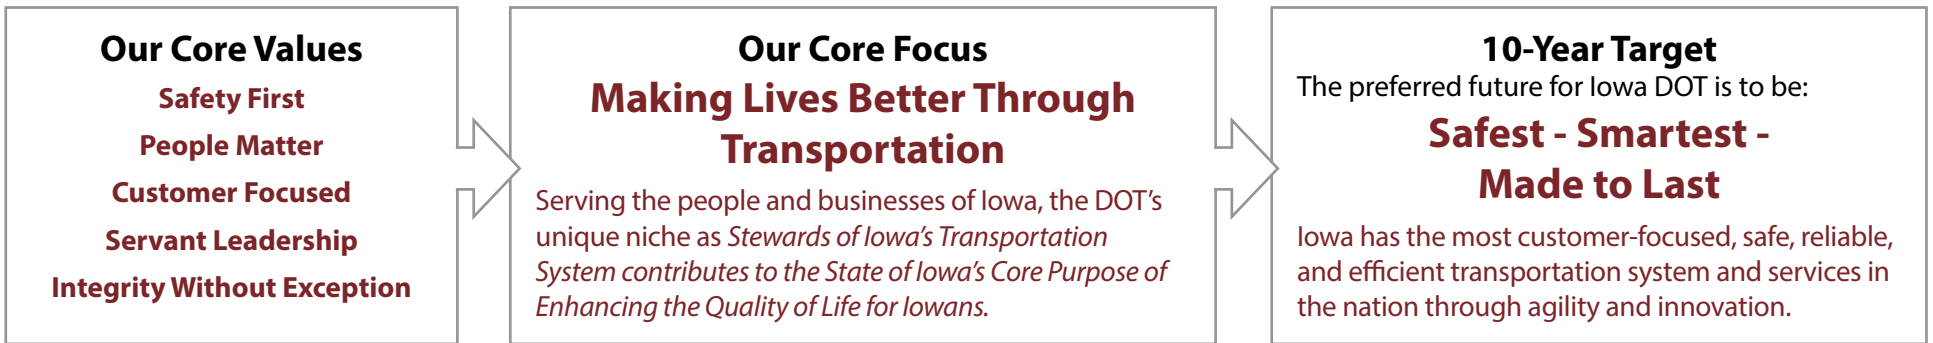 Our Core Values
Safety First
People Matter
Customer Focused
Servant Leadership
Integrity Without Exception
Our Core Focus
Making Lives Better Through
Transportation
Serving the people and businesses of Iowa, the DOT’s
unique niche as Stewards of Iowa’s Transportation
System contributes to the State of Iowa’s Core Purpose of
Enhancing the Quality of Life for Iowans.
10-Year Target
The preferred future for Iowa DOT is to be:
Safest - Smartest -
Made to Last
Iowa has the most customer-focused, safe, reliable,
and efficient transportation system and services in
the nation through agility and innovation.